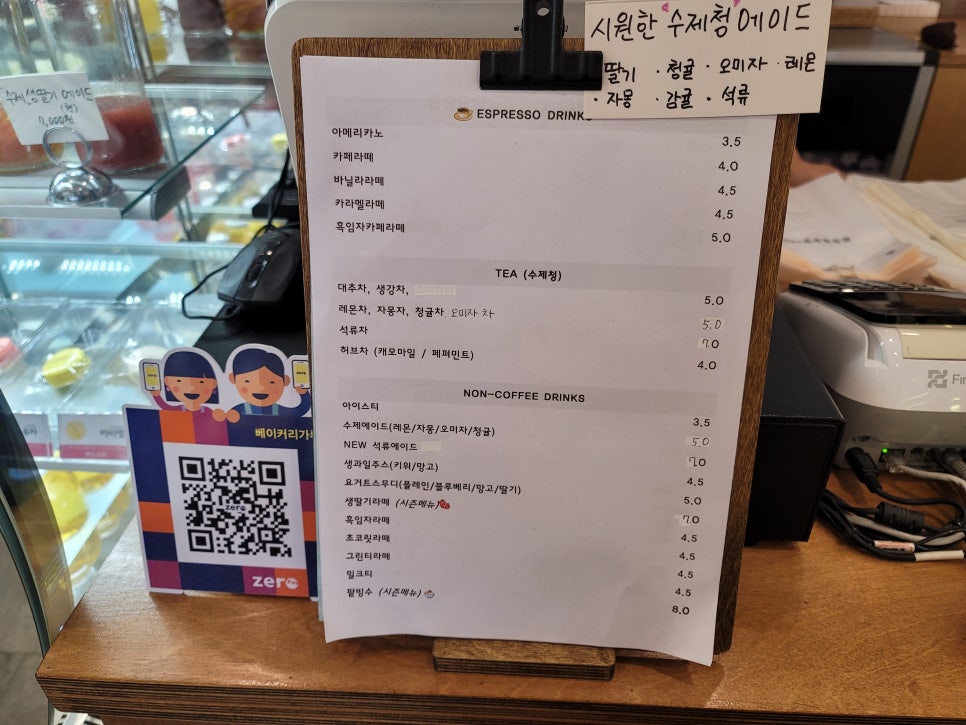 시원한 수제청 에이드
딸기 · 청귤 · 오미자 · 레몬
· 자몽 · 감귤 · 석류
수제 생딸기 에이드
7,000원
ESPRESSO DRINKS
아메리카노 3.5
카페라떼 4.0
바닐라라떼 4.5
카라멜라떼 4.5
흑임자카페라떼 5.0
TEA (수제청)
대추차, 생강차, 5.0
레몬차, 자몽자, 청귤차, 오미자 차 5.0
석류차 7.0
허브차 (캐모마일 / 페퍼민트) 4.0
NON-COFFEE DRINKS
아이스티 3.5
수제에이드(레몬/자몽/오미자/청귤) 5.0
NEW 석류에이드 7.0
생과일주스(키위/망고) 4.5
요거트스무디(플레인/블루베리/망고/딸기) 5.0
생딸기라떼 (시즌메뉴) 7.0
흑임자라떼 4.5
초코릿라떼 4.5
그린티라떼 4.5
밀크티 4.5
팥빙수 (시즌메뉴) 8.0
베이커리가
zero
zero